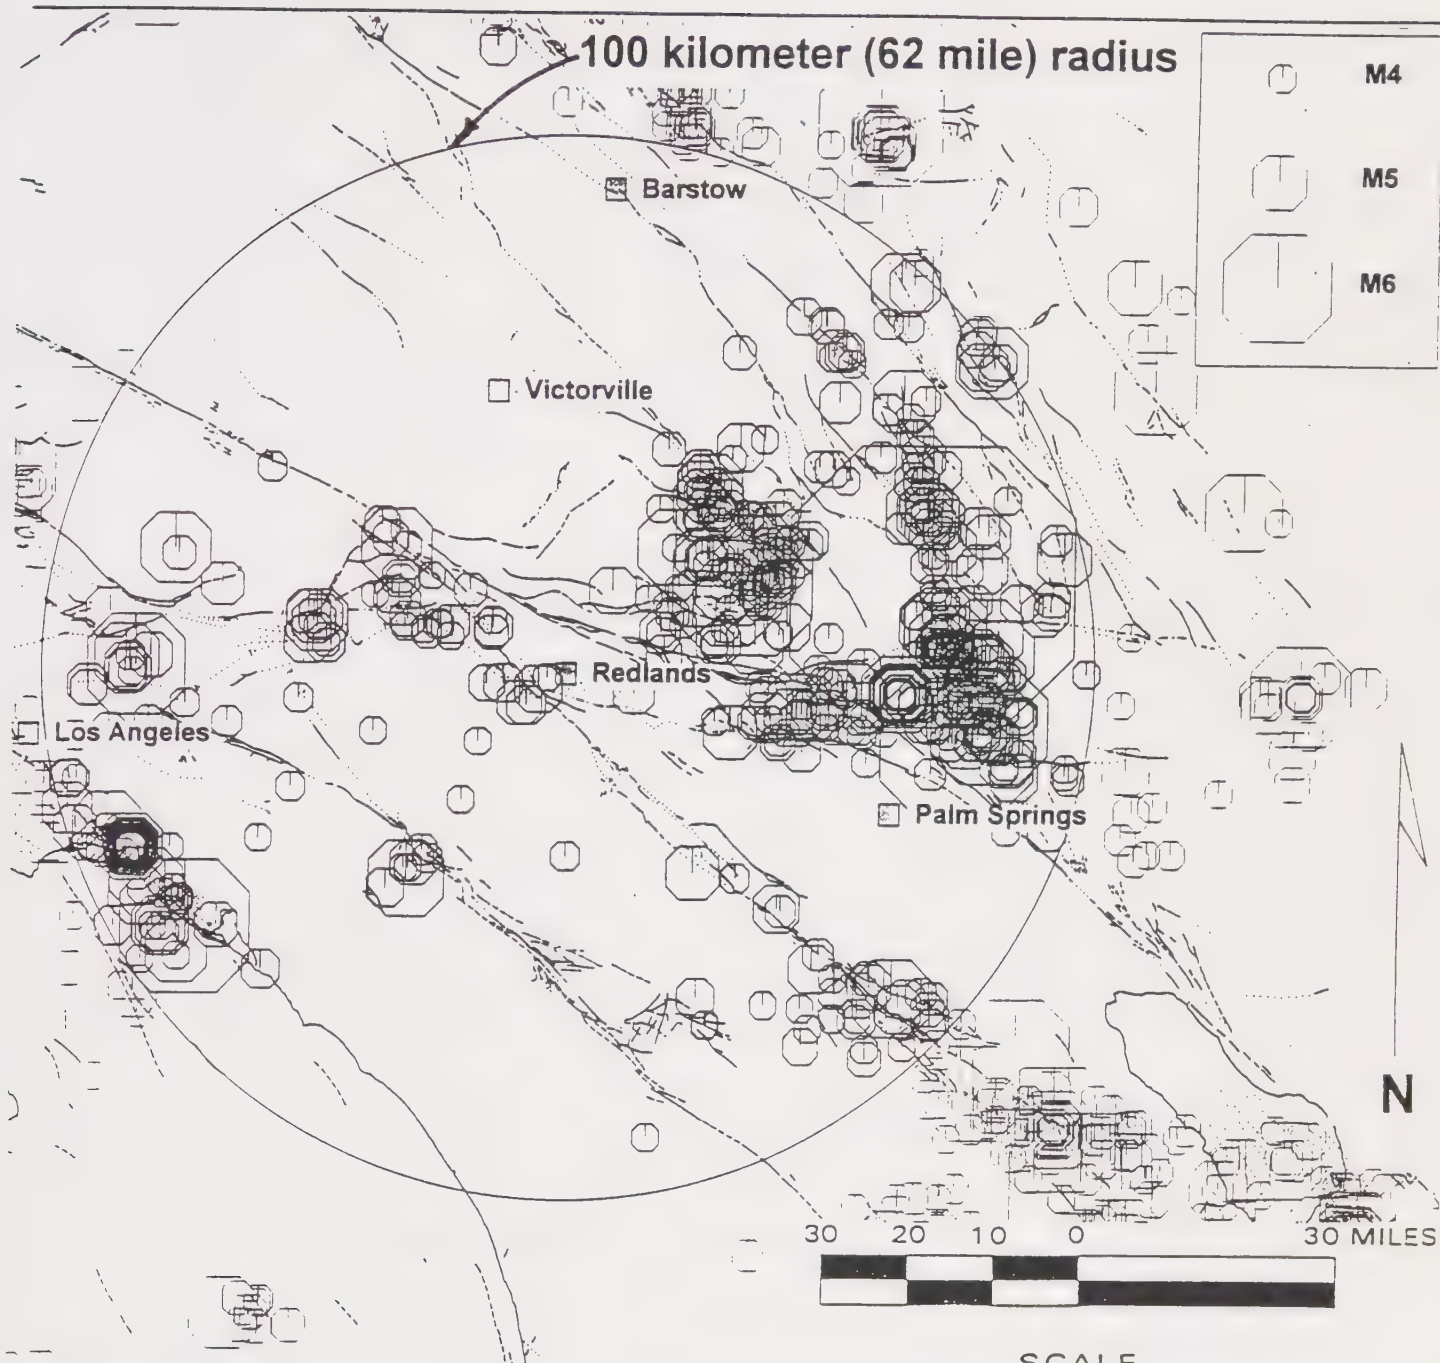 100 kilometer (62 mile) radius
M4
M5
M6
Barstow
Victorville
Redlands
Los Angeles
Palm Springs
N
30 20 10 0 30 MILES
SCALE